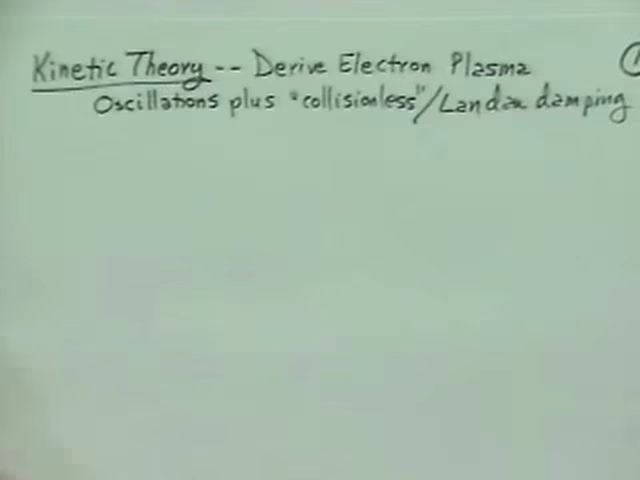 Kinetic Theory -- Derive Electron Plasma
Oscillations plus "collisionless"/Landau damping